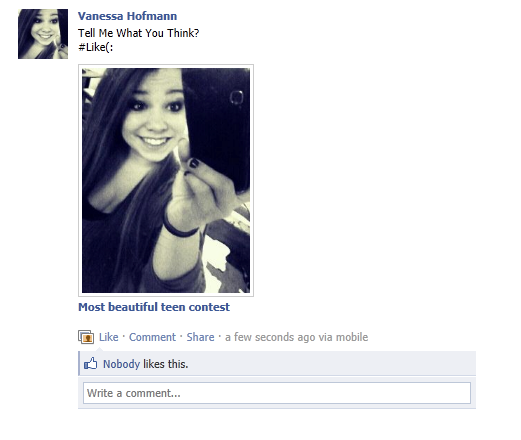 Vanessa Hofmann
Tell Me What You Think?
#Like(:
Most beautiful teen contest
Like · Comment · Share · a few seconds ago via mobile
Nobody likes this.
Write a comment...